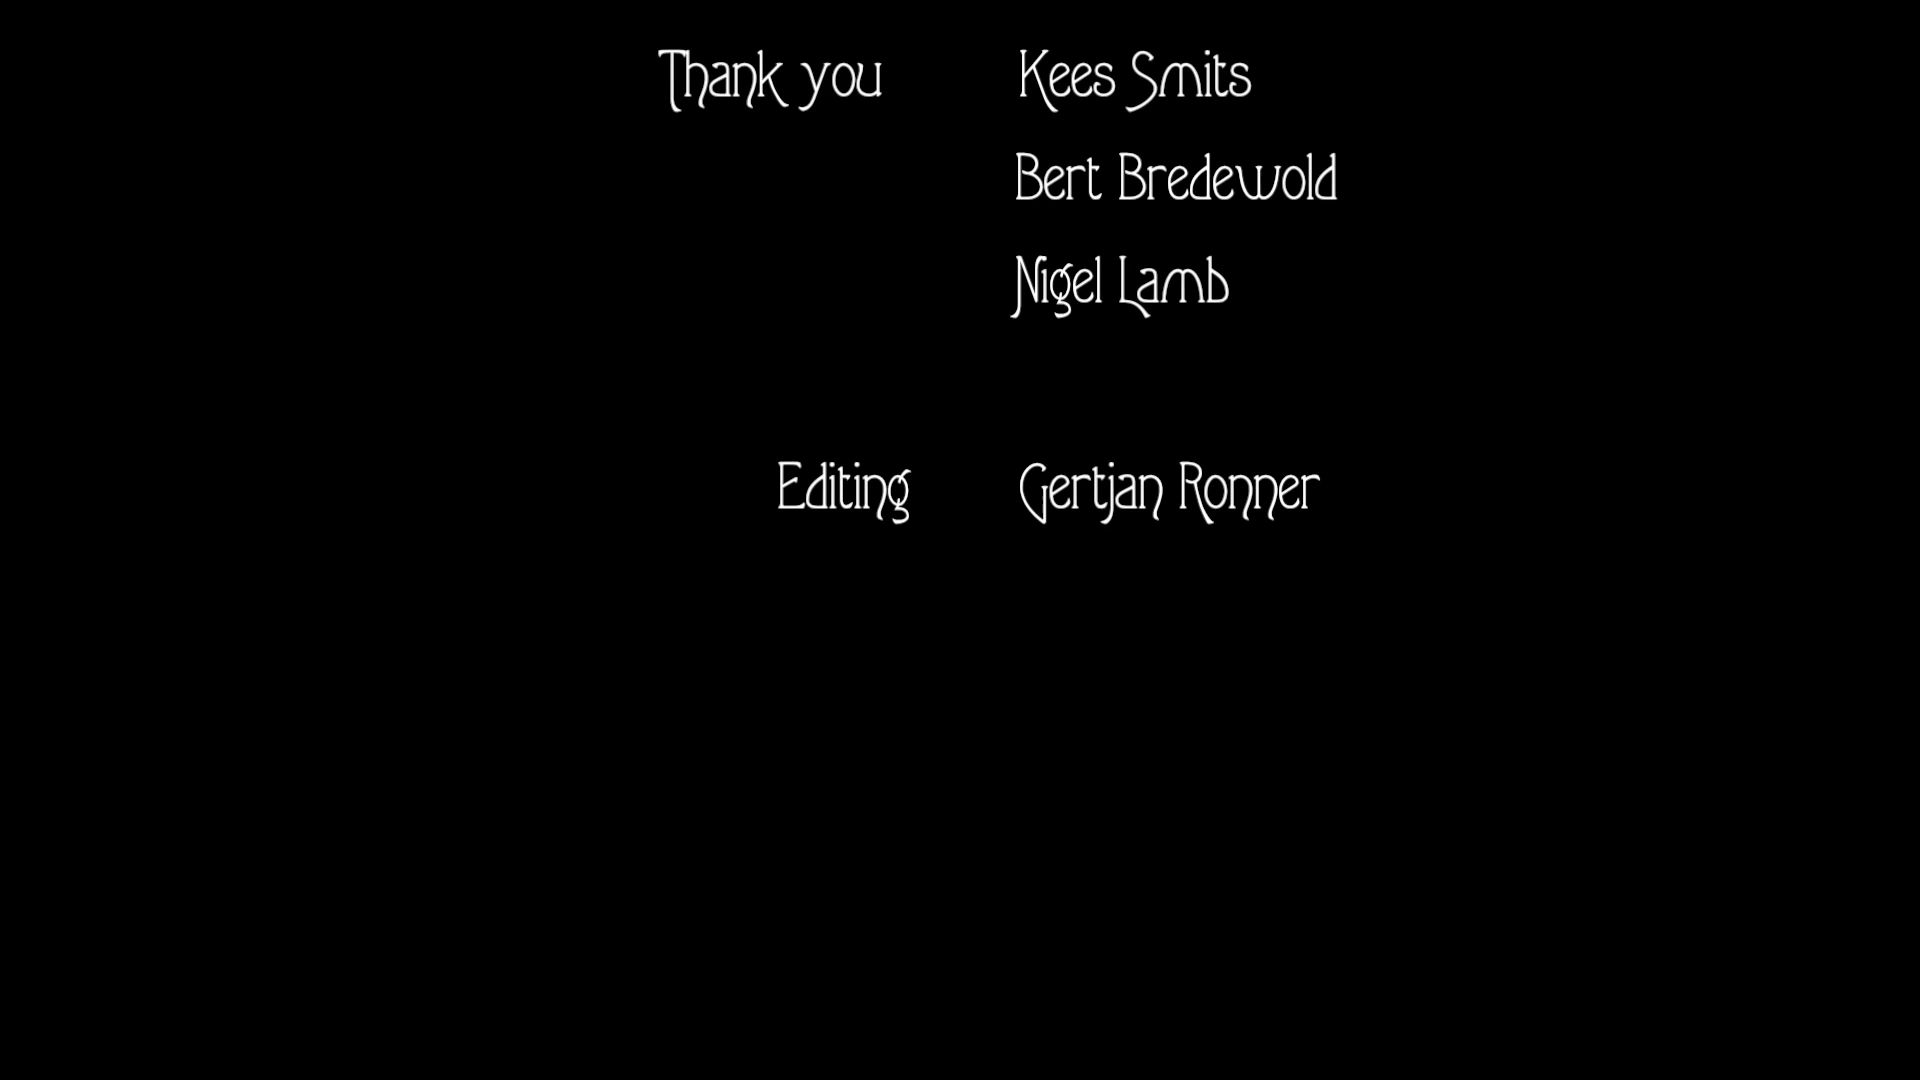 Thank you Kees Smits
Bert Bredewold
Nigel Lamb
Editing Gertjan Ronner